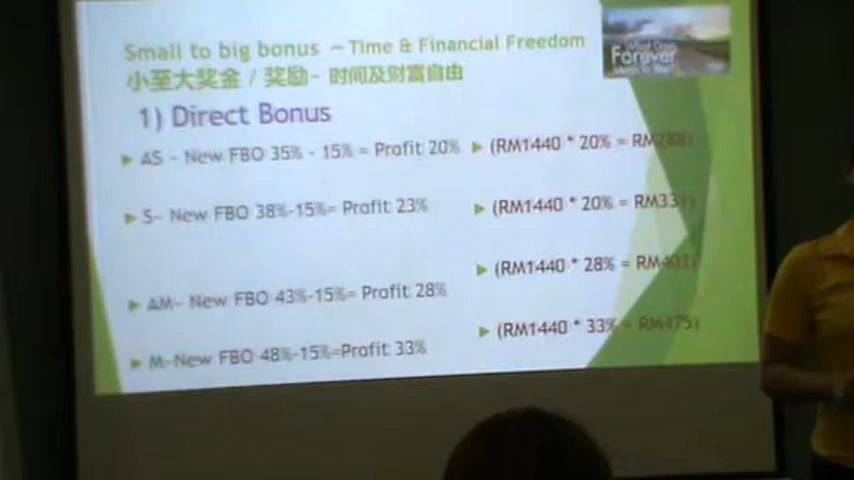 Small to big bonus – Time & Financial Freedom
小至大奖金 / 奖励- 时间及财富自由
1) Direct Bonus
AS – New FBO 35% - 15% = Profit 20%
(RM1440 * 20% = RM288)
S– New FBO 38%-15%= Profit 23%
(RM1440 * 20% = RM331)
AM– New FBO 43%-15%= Profit 28%
(RM1440 * 28% = RM403)
M-New FBO 48%-15%=Profit 33%
(RM1440 * 33% = RM475)
Forever